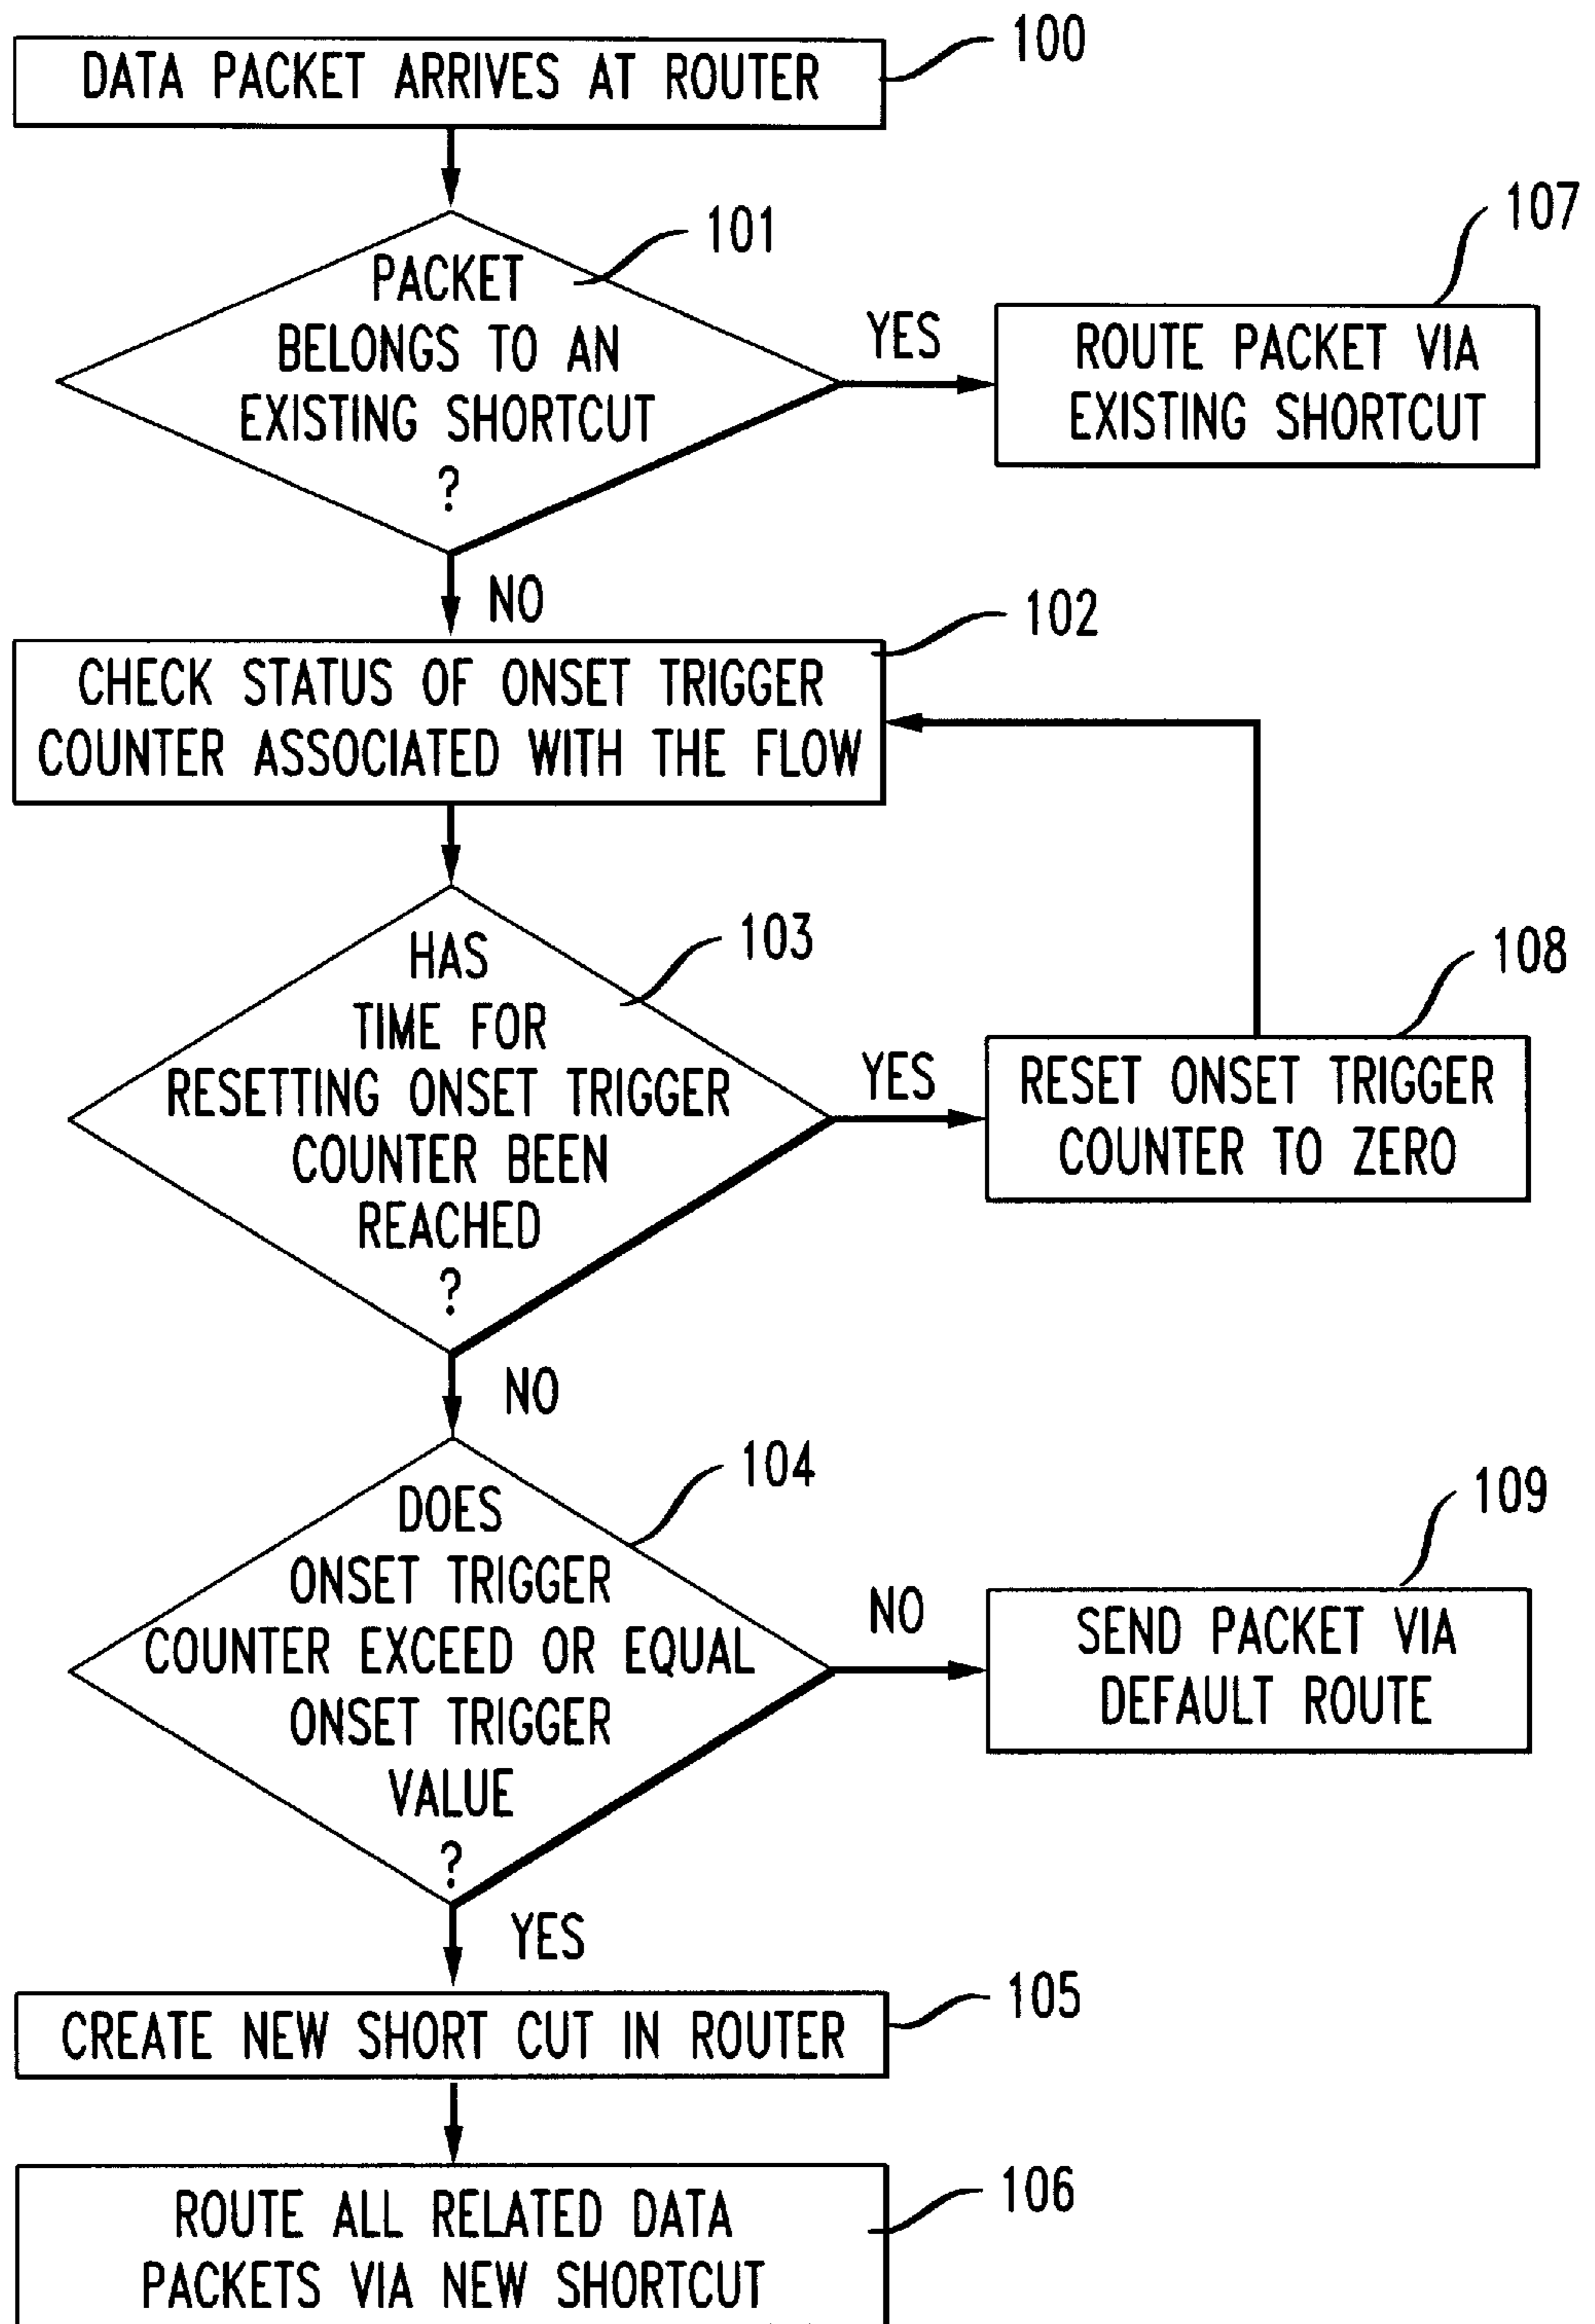 DATA PACKET ARRIVES AT ROUTER
100
PACKET
BELONGS TO AN
EXISTING SHORTCUT
?
101
YES
ROUTE PACKET VIA
EXISTING SHORTCUT
107
NO
CHECK STATUS OF ONSET TRIGGER
COUNTER ASSOCIATED WITH THE FLOW
102
HAS
TIME FOR
RESETTING ONSET TRIGGER
COUNTER BEEN
REACHED
?
103
YES
RESET ONSET TRIGGER
COUNTER TO ZERO
108
NO
DOES
ONSET TRIGGER
COUNTER EXCEED OR EQUAL
ONSET TRIGGER
VALUE
?
104
NO
SEND PACKET VIA
DEFAULT ROUTE
109
YES
CREATE NEW SHORT CUT IN ROUTER
105
ROUTE ALL RELATED DATA
PACKETS VIA NEW SHORTCUT
106